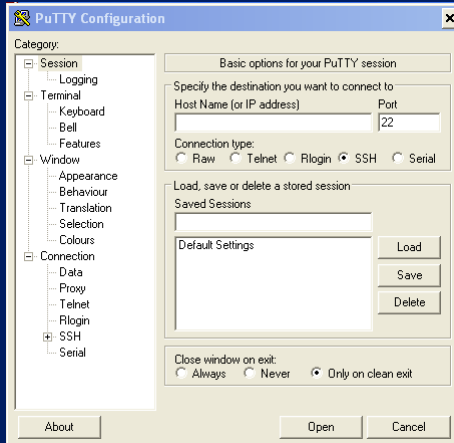 PuTTY Configuration
Category:
Session
Logging
Terminal
Keyboard
Bell
Features
Window
Appearance
Behaviour
Translation
Selection
Colours
Connection
Data
Proxy
Telnet
Rlogin
SSH
Serial
Basic options for your PuTTY session
Specify the destination you want to connect to
Host Name (or IP address) Port
22
Connection type:
Raw Telnet Rlogin SSH Serial
Load, save or delete a stored session
Saved Sessions
Default Settings
Load
Save
Delete
Close window on exit:
Always Never Only on clean exit
About Open Cancel